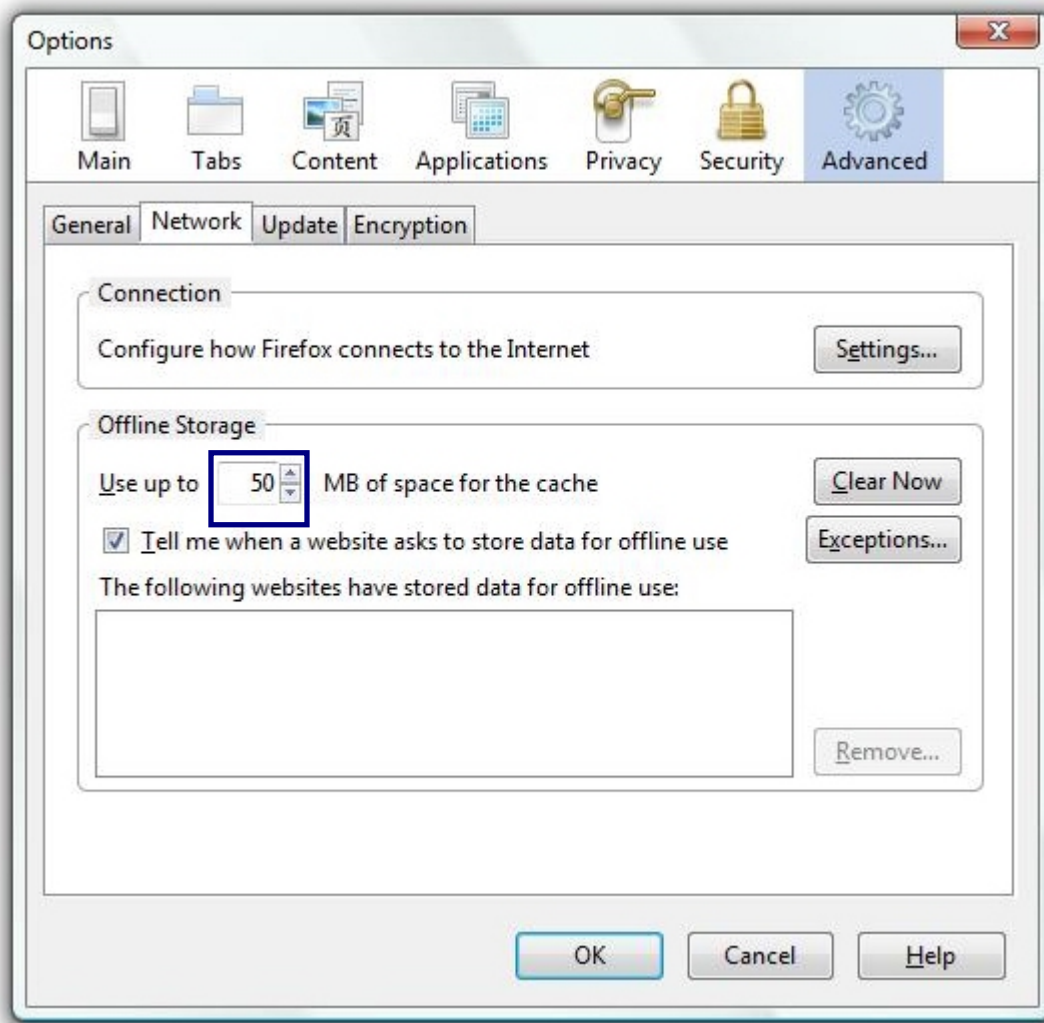 Options
X
页
Main Tabs Content Applications Privacy Security Advanced
General Network Update Encryption
Connection
Configure how Firefox connects to the Internet Settings...
Offline Storage
Use up to 50 MB of space for the cache Clear Now
Tell me when a website asks to store data for offline use Exceptions...
The following websites have stored data for offline use:
Remove...
OK Cancel Help